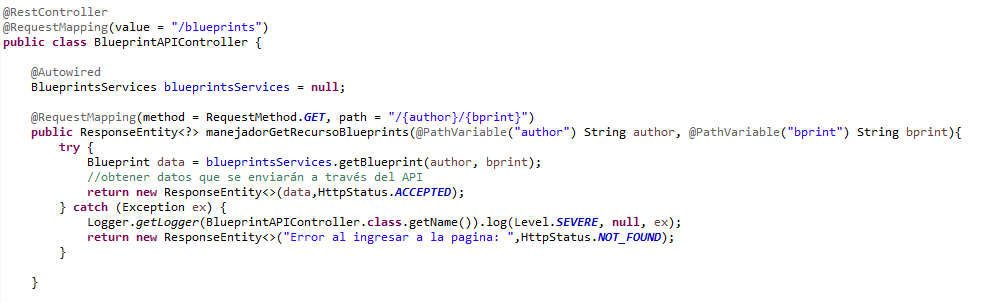 @RestController
@RequestMapping(value = "/blueprints")
public class BlueprintAPIController {
@Autowired
BlueprintsServices blueprintsServices = null;
@RequestMapping(method = RequestMethod.GET, path = "/{author}/{bprint}")
public ResponseEntity<?> manejadorGetRecursoBlueprints(@PathVariable("author") String author, @PathVariable("bprint") String bprint){
try {
Blueprint data = blueprintsServices.getBlueprint(author, bprint);
//obtener datos que se enviarán a través del API
return new ResponseEntity<>(data,HttpStatus.ACCEPTED);
} catch (Exception ex) {
Logger.getLogger(BlueprintAPIController.class.getName()).log(Level.SEVERE, null, ex);
return new ResponseEntity<>("Error al ingresar a la pagina: ",HttpStatus.NOT_FOUND);
}
}